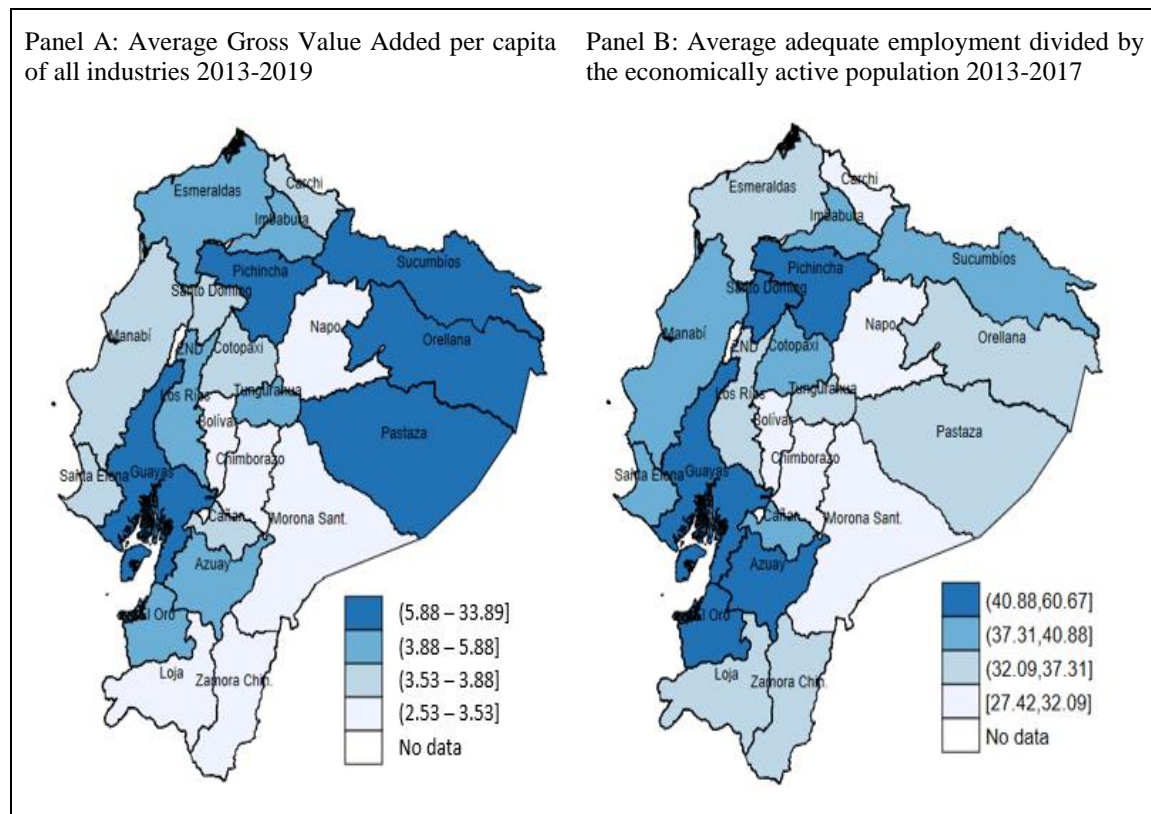 Panel A: Average Gross Value Added per capita
of all industries 2013-2019
Esmeraldas
Carchi
Imbabura
Sucumbíos
Pichincha
Santo Doming
Napo
Orellana
Manabí
ZND
Cotopaxi
Los Ríos
Tungurahua
Bolívar
Pastaza
Chimborazo
Santa Elena
Guayas
Morona Sant.
Cañar
Azuay
El Oro
Loja
Zamora Chin.
(5.88 – 33.89]
(3.88 – 5.88]
(3.53 – 3.88]
(2.53 – 3.53]
No data
Panel B: Average adequate employment divided by
the economically active population 2013-2017
Esmeraldas
Carchi
Imbabura
Sucumbíos
Pichincha
Santo Doming
Napo
Orellana
Manabí
ZND
Cotopaxi
Los Ríos
Tungurahua
Bolívar
Pastaza
Chimborazo
Santa Elena
Guayas
Morona Sant.
Cañar
Azuay
El Oro
Loja
Zamora Chin.
(40.88,60.67]
(37.31,40.88]
(32.09,37.31]
[27.42,32.09]
No data